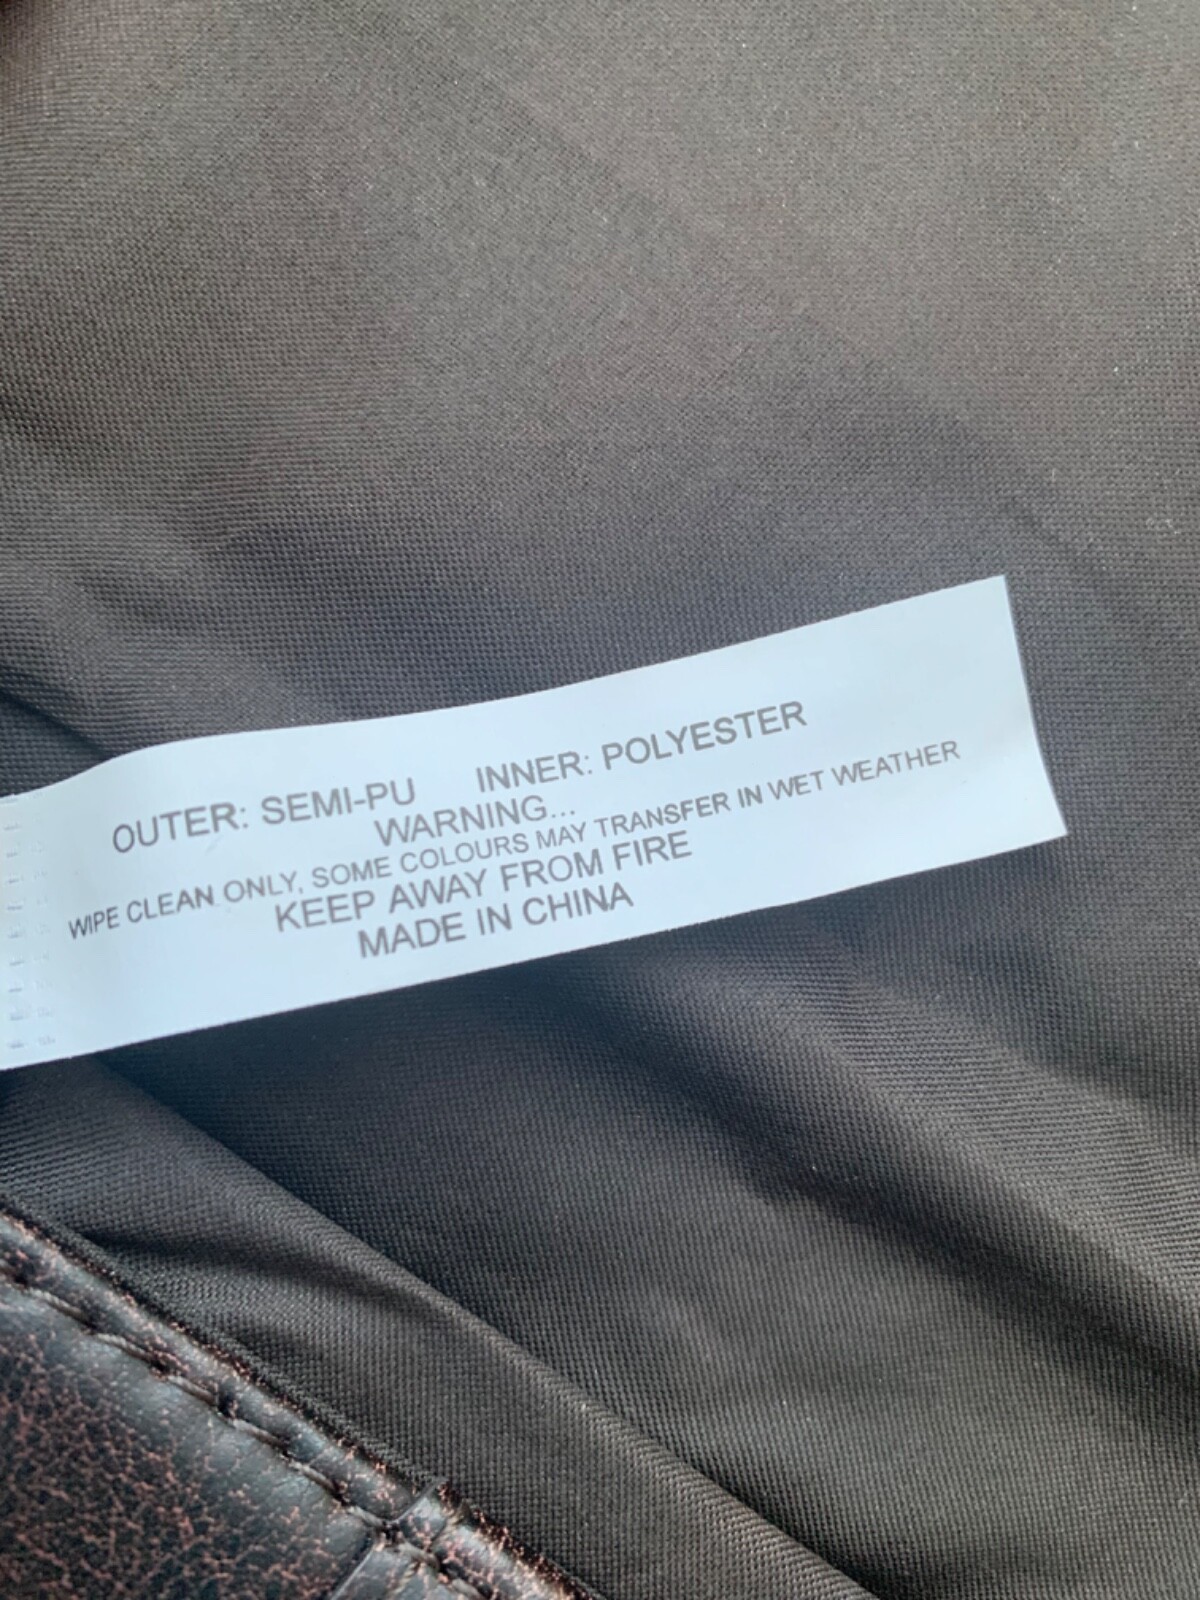 OUTER: SEMI-PU INNER: POLYESTER
WARNING...
WIPE CLEAN ONLY, SOME COLOURS MAY TRANSFER IN WET WEATHER
KEEP AWAY FROM FIRE
MADE IN CHINA